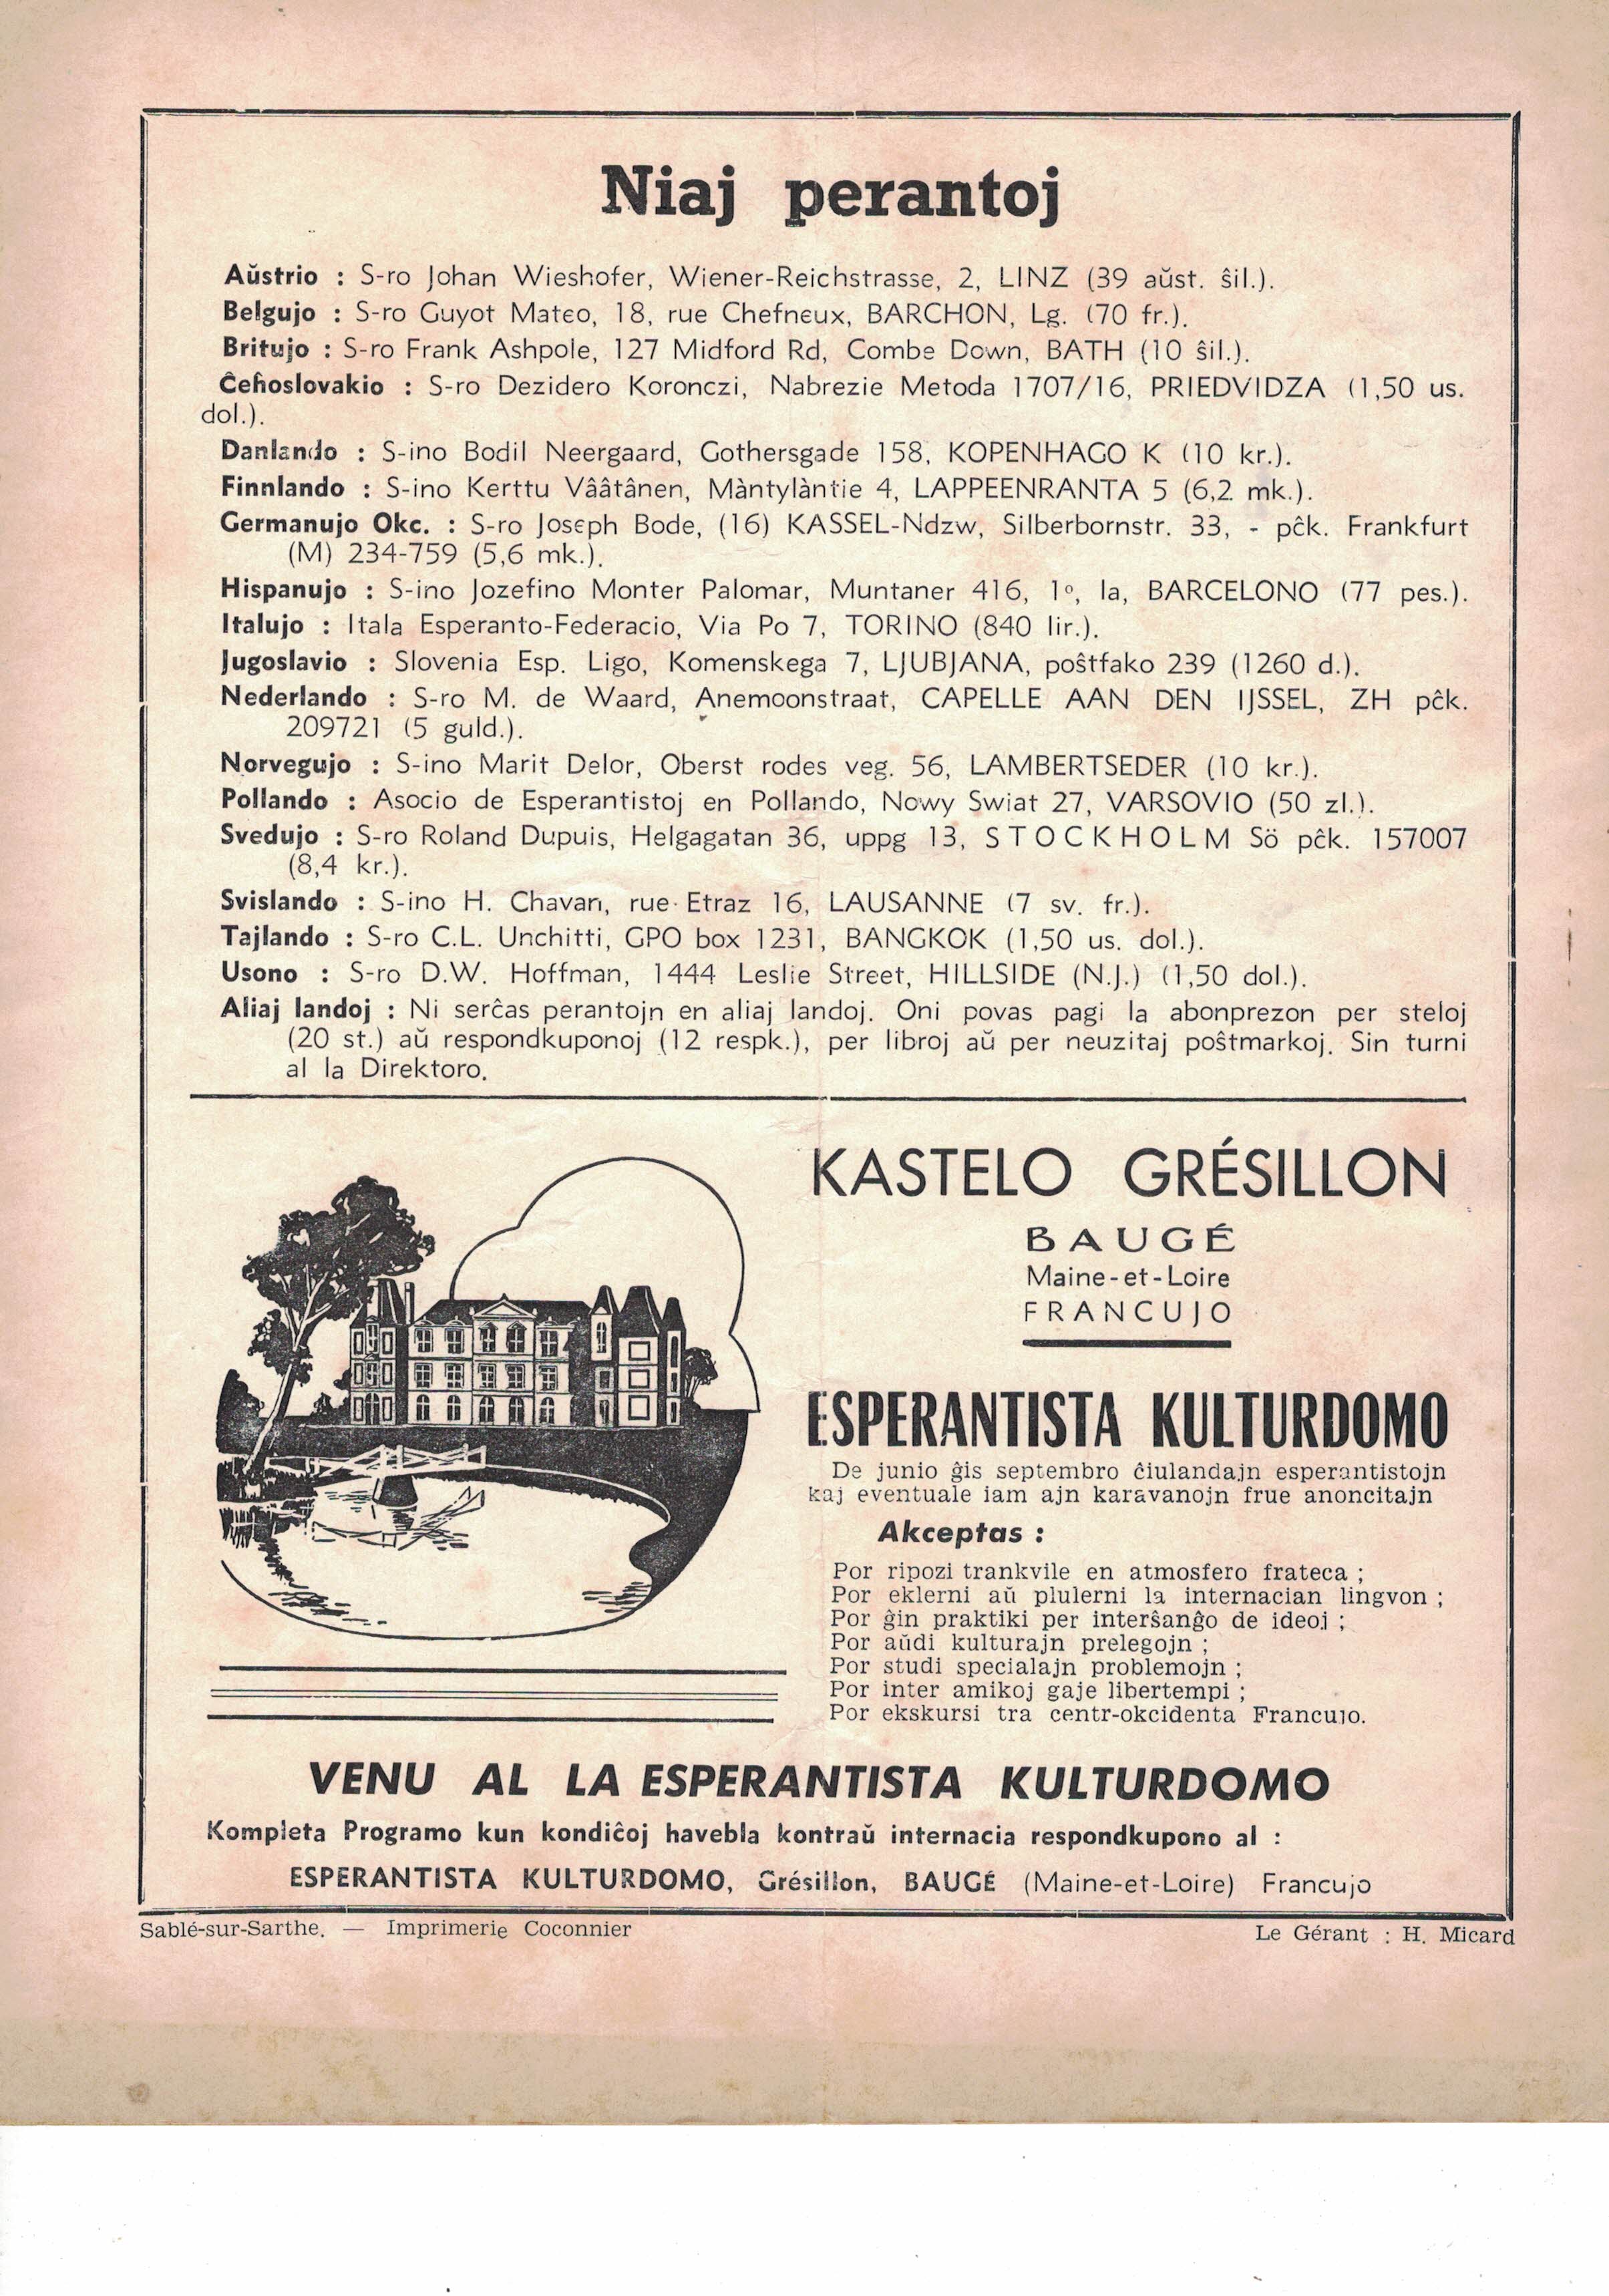 Niaj perantoj
Aŭstrio : S-ro Johan Wieshofer, Wiener-Reichstrasse, 2, LINZ (39 aŭst. ŝil.).
Belgujo : S-ro Guyot Mateo, 18, rue Chefneux, BARCHON, Lg. (70 fr.).
Britujo : S-ro Frank Ashpole, 127 Midford Rd, Combe Down, BATH (10 ŝil.).
Ĉeĥoslovakio : S-ro Dezidero Koronczi, Nabrezie Metoda 1707/16, PRIEDVIDZA (1,50 us.
dol.).
Danlando : S-ino Bodil Neergaard, Gothersgade 158, KOPENHAGO K (10 kr.).
Finnlando : S-ino Kerttu Vââtânen, Màntylàntie 4, LAPPEENRANTA 5 (6,2 mk.).
Germanujo Okc. : S-ro Joseph Bode, (16) KASSEL-Ndzw, Silberbornstr. 33, - pĉk. Frankfurt
(M) 234-759 (5,6 mk.).
Hispanujo : S-ino Jozefino Monter Palomar, Muntaner 416, 1º, la, BARCELONO (77 pes.).
Italujo : Itala Esperanto-Federacio, Via Po 7, TORINO (840 lir.).
Jugoslavio : Slovenia Esp. Ligo, Komenskega 7, LJUBJANA, poŝtfako 239 (1260 d.).
Nederlando : S-ro M. de Waard, Anemoonstraat, CAPELLE AAN DEN IJSSEL, ZH pĉk.
209721 (5 guld.).
Norvegujo : S-ino Marit Delor, Oberst rodes veg. 56, LAMBERTSEDER (10 kr.).
Pollando : Asocio de Esperantistoj en Pollando, Nowy Swiat 27, VARSOVIO (50 zl.).
Svedujo : S-ro Roland Dupuis, Helgagatan 36, uppg 13, STOCKHOLM Sö pĉk. 157007
(8,4 kr.).
Svislando : S-ino H. Chavan, rue Etraz 16, LAUSANNE (7 sv. fr.).
Tajlando : S-ro C.L. Unchitti, GPO box 1231, BANGKOK (1,50 us. dol.).
Usono : S-ro D.W. Hoffman, 1444 Leslie Street, HILLSIDE (N.J.) (1,50 dol.).
Aliaj landoj : Ni serĉas perantojn en aliaj landoj. Oni povas pagi la abonprezon per steloj
(20 st.) aŭ respondkuponoj (12 respk.), per libroj aŭ per neuzitaj poŝtmarkoj. Sin turni
al la Direktoro.
KASTELO GRÉSILLON
BAUGÉ
Maine-et-Loire
FRANCUJO
ESPERANTISTA KULTURDOMO
De junio ĝis septembro ĉiulandajn esperantistojn
kaj eventuale iam ajn karavanojn frue anoncitajn
Akceptas :
Por ripozi trankvile en atmosfero frateca ;
Por eklerni aŭ plulerni la internacian lingvon ;
Por ĝin praktiki per interŝanĝo de ideoj ;
Por aŭdi kulturajn prelegojn ;
Por studi specialajn problemojn ;
Por inter amikoj gaje libertempi ;
Por ekskursi tra centr-okcidenta Francujo.
VENU AL LA ESPERANTISTA KULTURDOMO
Kompleta Programo kun kondiĉoj havebla kontraŭ internacia respondkupono al :
ESPERANTISTA KULTURDOMO, Grésillon, BAUGÉ (Maine-et-Loire) Francujo
Sablé-sur-Sarthe. — Imprimerie Coconnier
Le Gérant : H. Micard